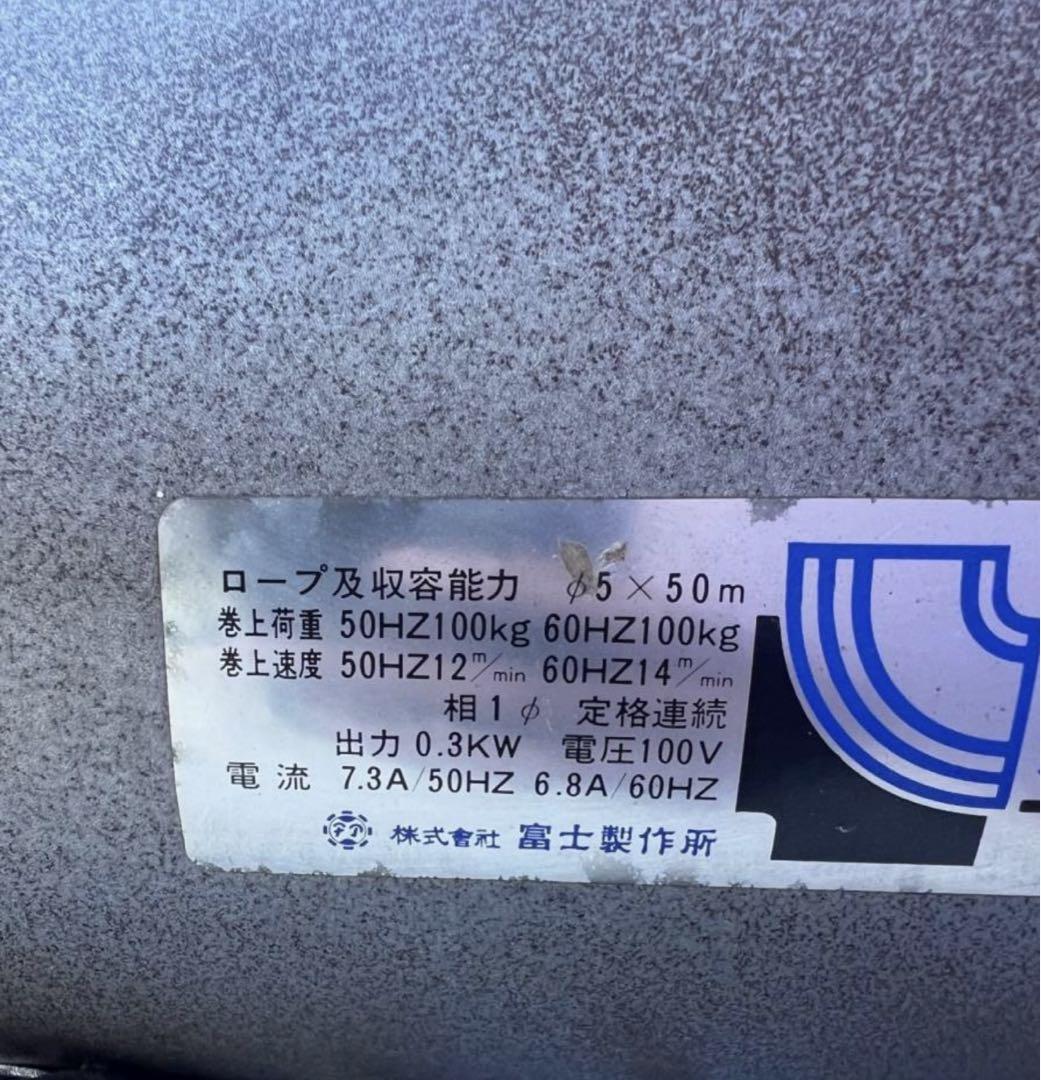 ロープ及収容能力 φ5×50m
巻上荷重 50HZ100kg 60HZ100kg
巻上速度 50HZ12m/min 60HZ14m/min
相1φ 定格連続
出力 0.3KW 電圧100V
電流 7.3A/50HZ 6.8A/60HZ
株式會社 富士製作所